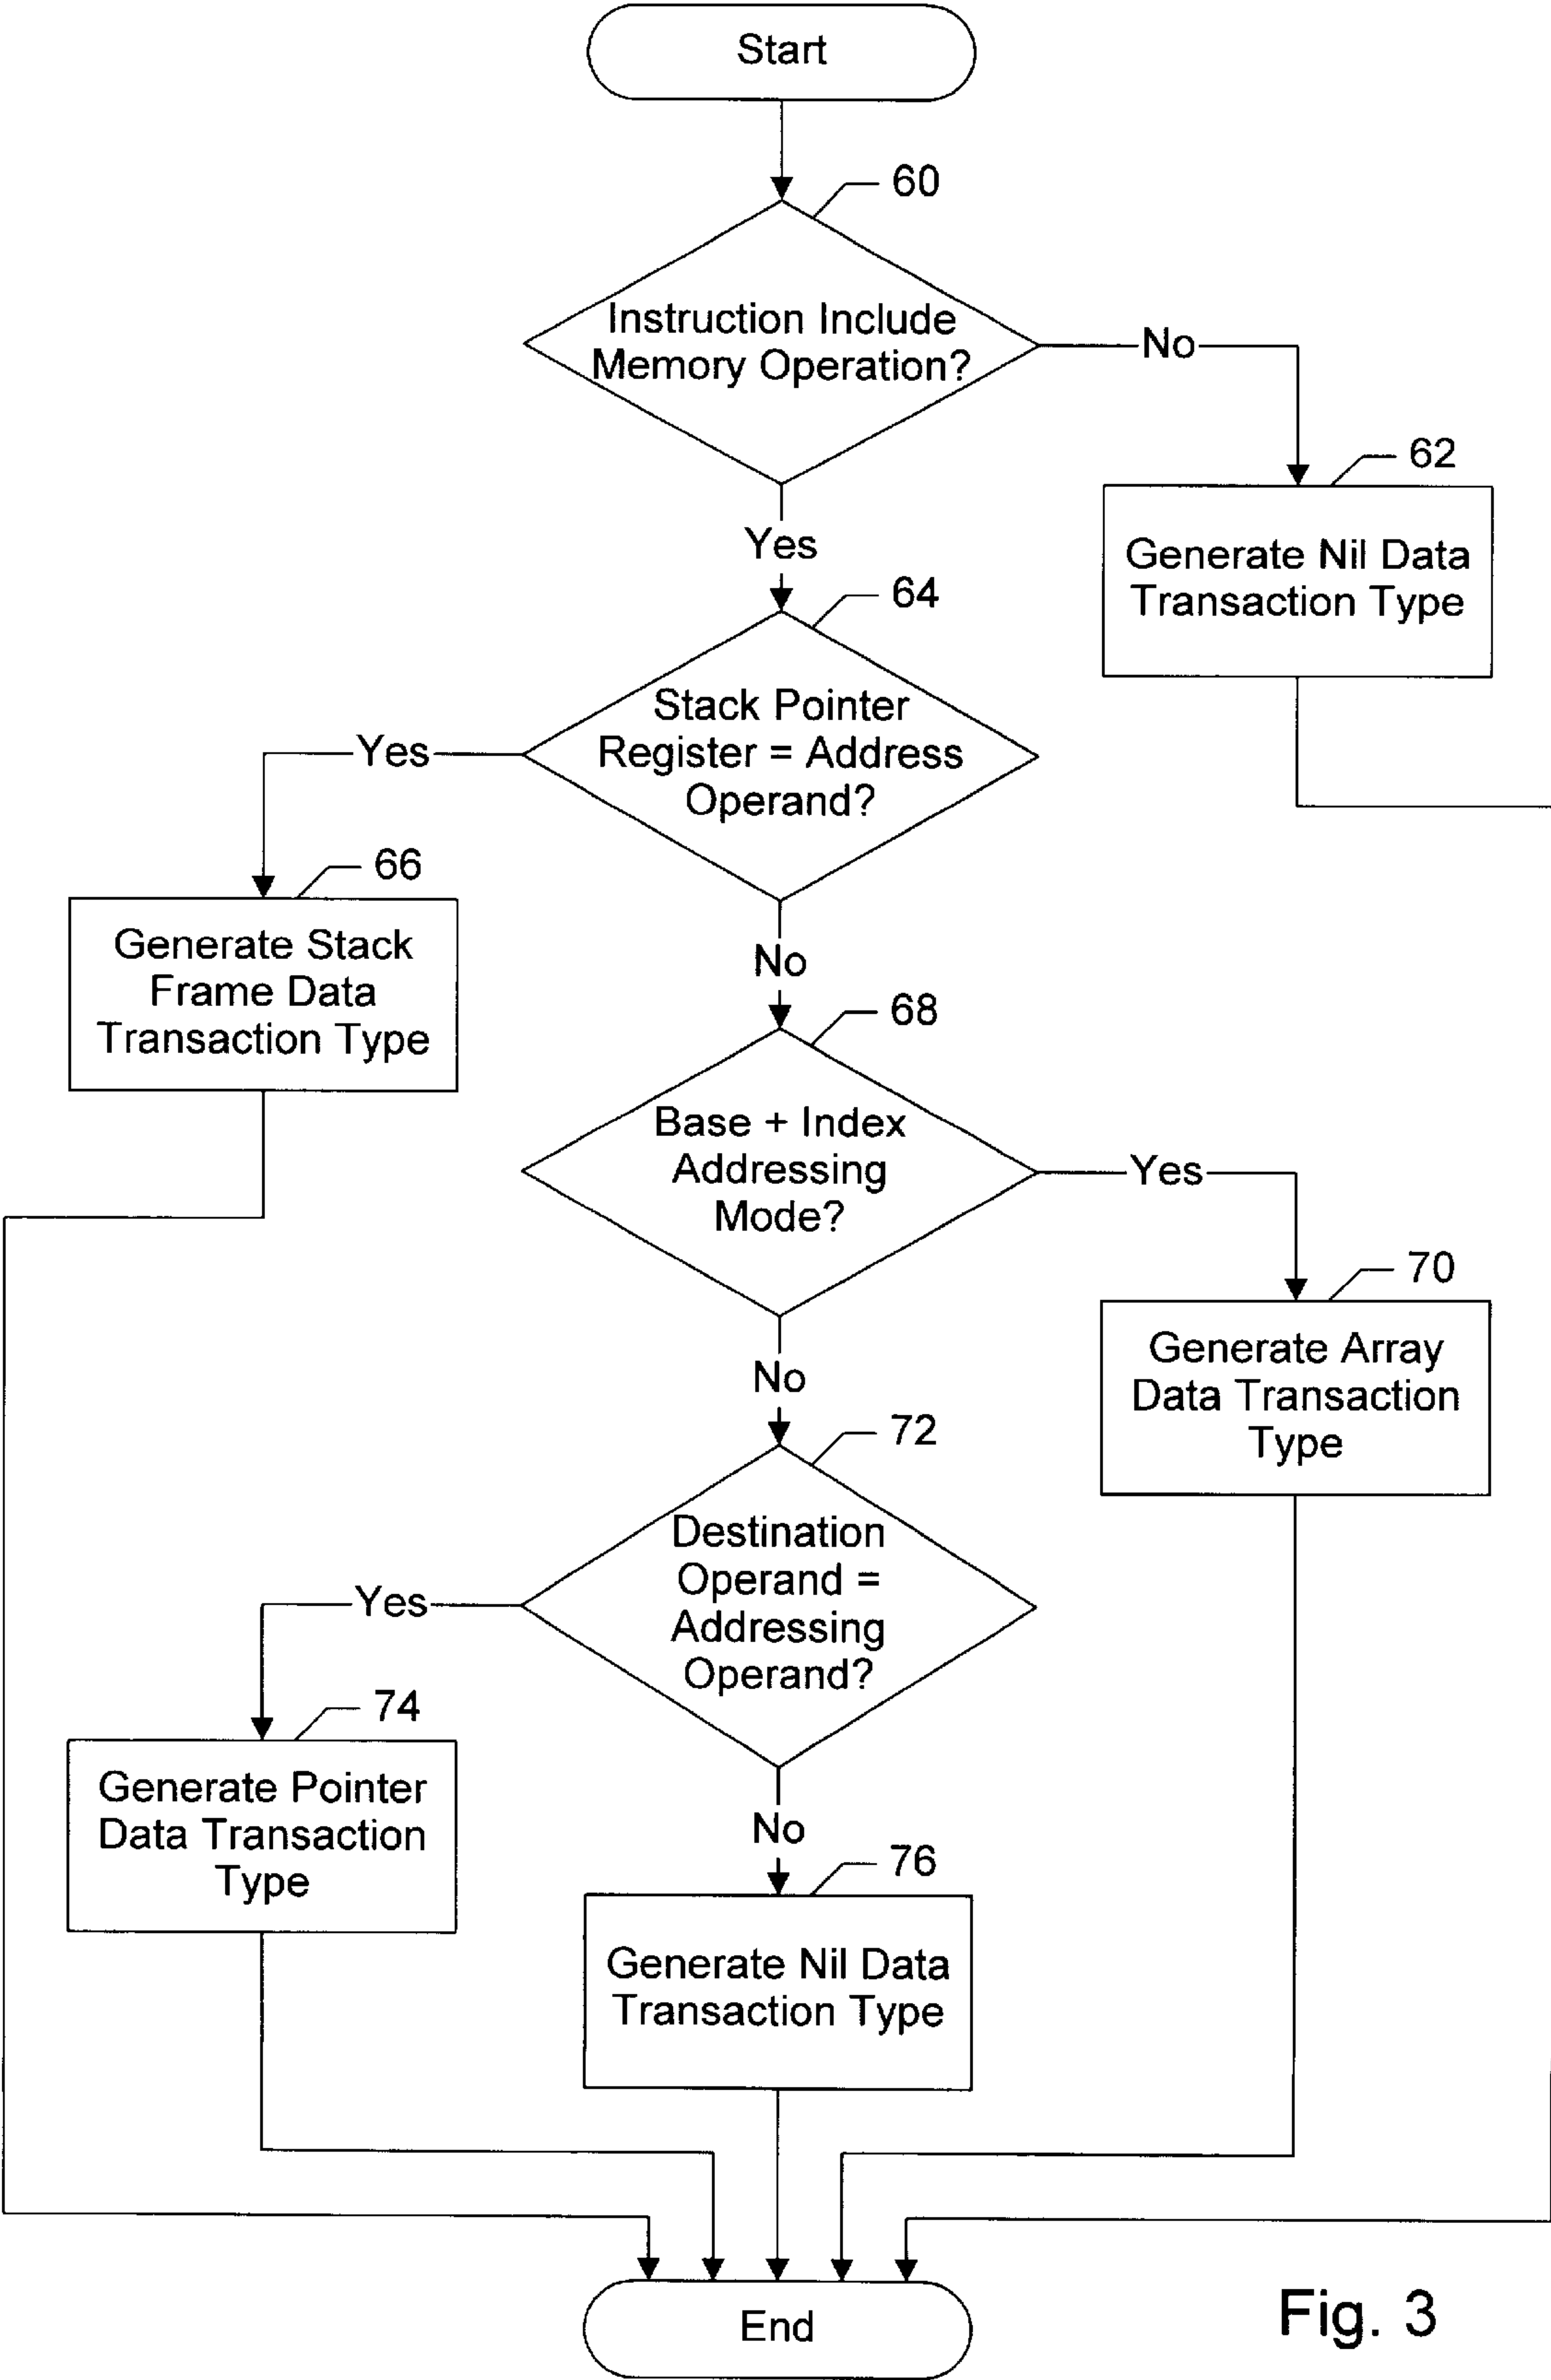 Start
60
Instruction Include
Memory Operation?
No
62
Generate Nil Data
Transaction Type
Yes
64
Stack Pointer
Register = Address
Operand?
Yes
66
Generate Stack
Frame Data
Transaction Type
No
68
Base + Index
Addressing
Mode?
Yes
70
Generate Array
Data Transaction
Type
No
72
Destination
Operand =
Addressing
Operand?
Yes
74
Generate Pointer
Data Transaction
Type
No
76
Generate Nil Data
Transaction Type
End
Fig. 3